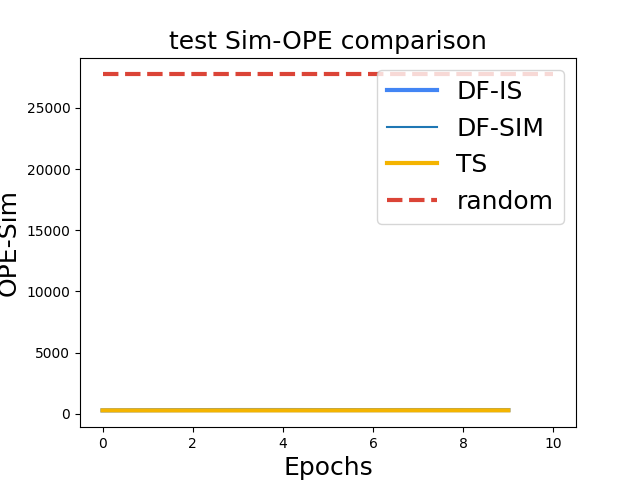 test Sim-OPE comparison
OPE-Sim
25000
20000
15000
10000
5000
0
DF-IS
DF-SIM
TS
random
0 2 4 6 8 10
Epochs